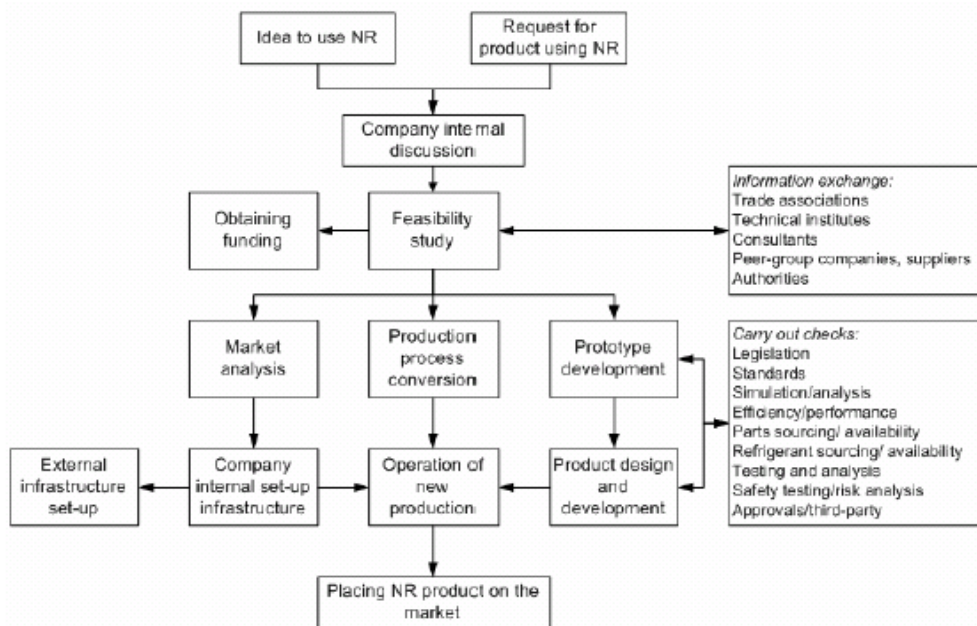 Idea to use NR
Request for
product using NR
Company internal
discussion
Obtaining
funding
Feasibility
study
Information exchange:
Trade associations
Technical institutes
Consultants
Peer-group companies, suppliers
Authorities
Market
analysis
Production
process
conversion
Prototype
development
Carry out checks:
Legislation
Standards
Simulation/analysis
Efficiency/performance
Parts sourcing/ availability
Refrigerant sourcing/ availability
Testing and analysis
Safety testing/risk analysis
Approvals/third-party
External
infrastructure
set-up
Company
internal set-up
infrastructure
Operation of
new
production
Product design
and
development
Placing NR product on the
market